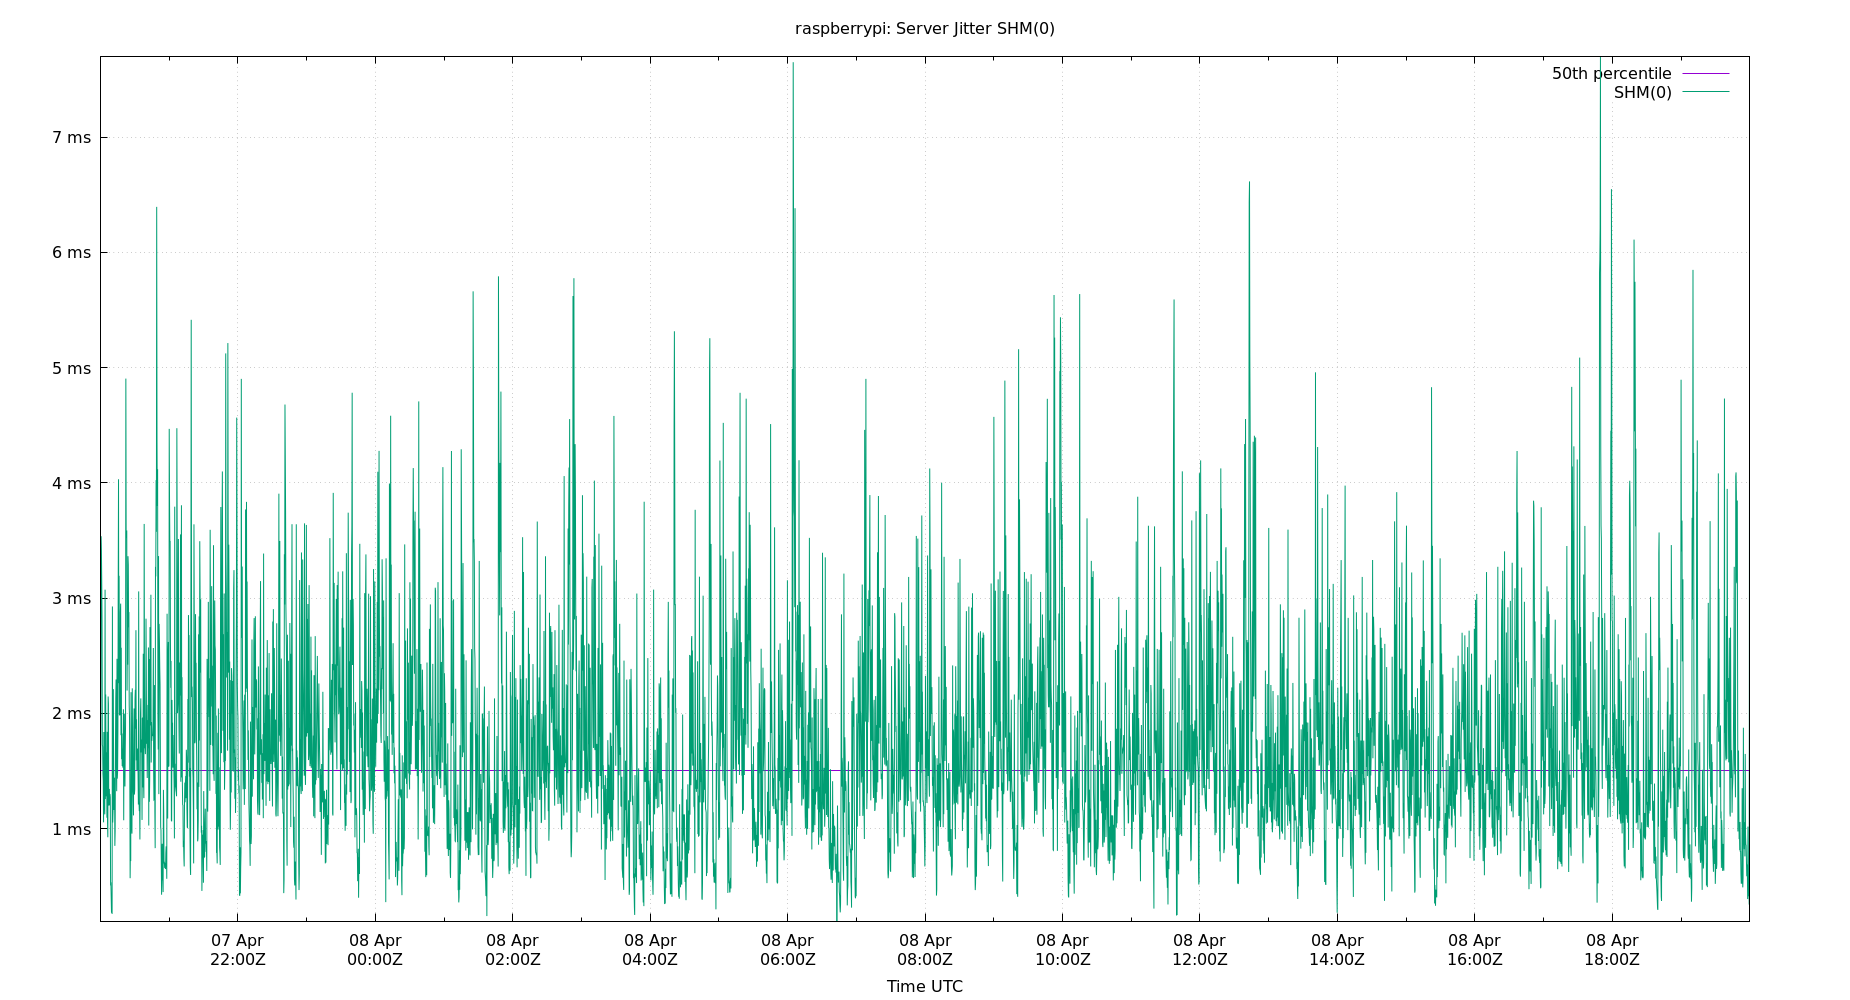 raspberrypi: Server Jitter SHM(0)
50th percentile
SHM(0)
7 ms
6 ms
5 ms
4 ms
3 ms
2 ms
1 ms
07 Apr 08 Apr 08 Apr 08 Apr 08 Apr 08 Apr 08 Apr 08 Apr 08 Apr 08 Apr 08 Apr
22:00Z 00:00Z 02:00Z 04:00Z 06:00Z 08:00Z 10:00Z 12:00Z 14:00Z 16:00Z 18:00Z
Time UTC